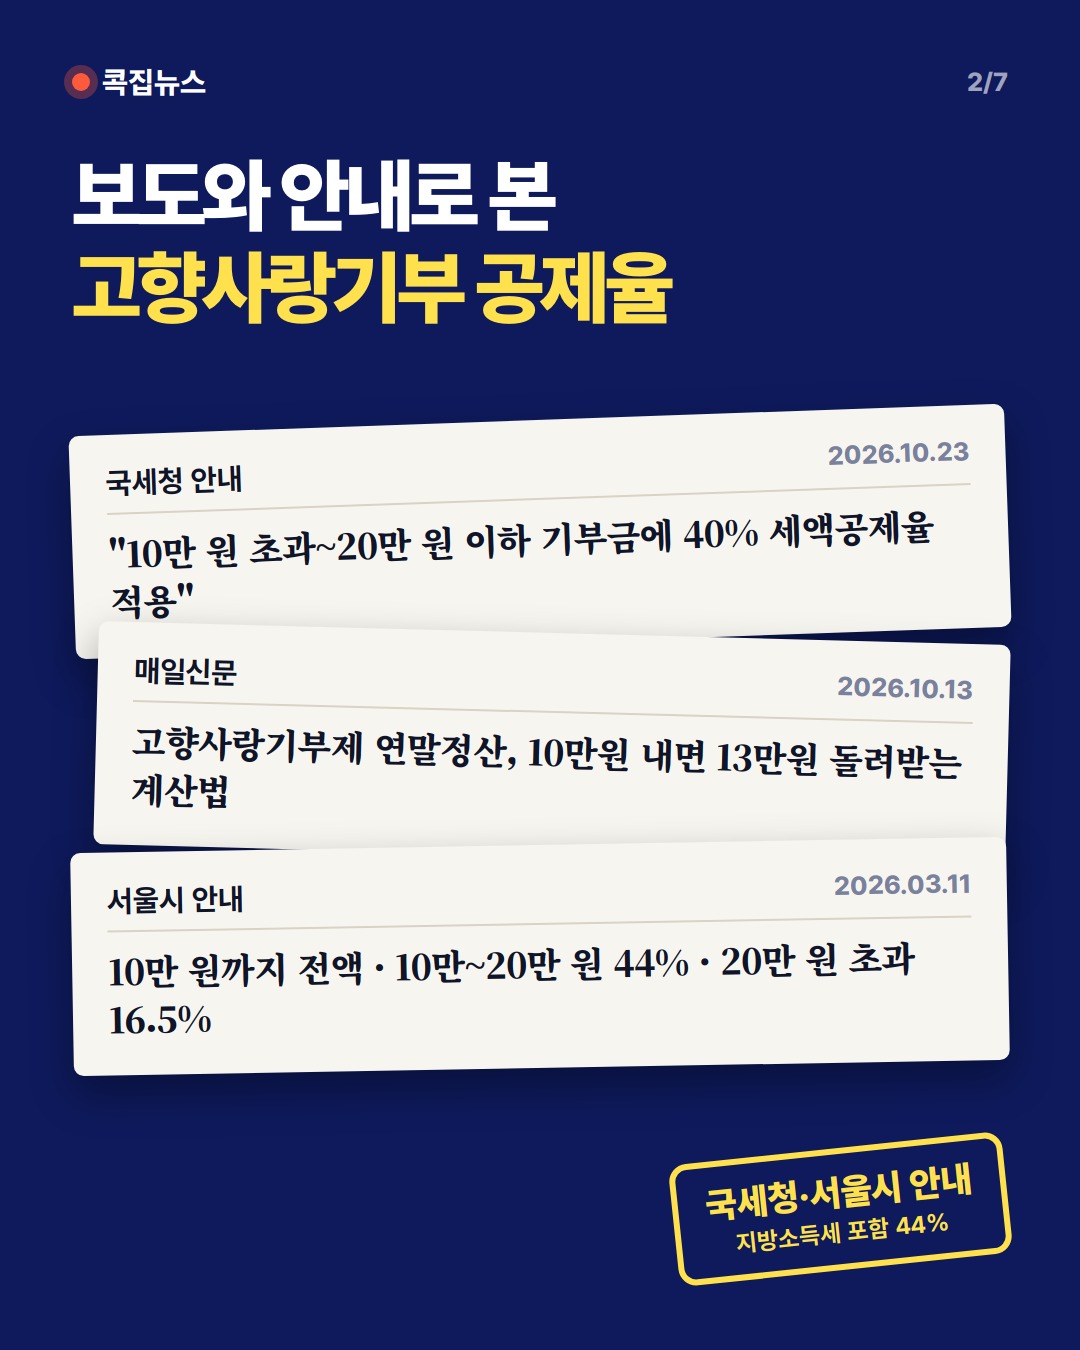 콕집뉴스
2/7
보도와 안내로 본
고향사랑기부 공제율
국세청 안내
2026.10.23
"10만 원 초과~20만 원 이하 기부금에 40% 세액공제율
적용"
매일신문
2026.10.13
고향사랑기부제 연말정산, 10만원 내면 13만원 돌려받는
계산법
서울시 안내
2026.03.11
10만 원까지 전액 · 10만~20만 원 44% · 20만 원 초과
16.5%
국세청·서울시 안내
지방소득세 포함 44%